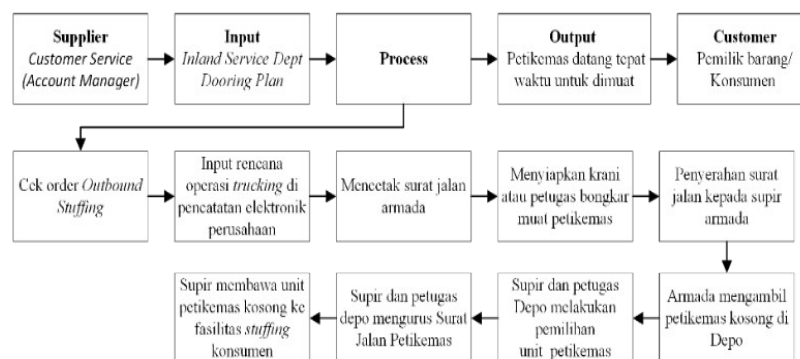 Supplier
Customer Service
(Account Manager)
Input
Inland Service Dept
Dooring Plan
Process
Output
Petikemas datang tepat
waktu untuk dimuat
Customer
Pemilik barang/
Konsumen
Cek order Outbound
Stuffing
Input rencana
operasi trucking di
pencatatan elektronik
perusahaan
Mencetak surat jalan
armada
Menyiapkan krani
atau petugas bongkar
muat petikemas
Penyerahan surat
jalan kepada supir
armada
Armada mengambil
petikemas kosong di
Depo
Supir dan petugas
Depo melakukan
pemilihan
unit petikemas
Supir dan petugas
depo mengurus Surat
Jalan Petikemas
Supir membawa unit
petikemas kosong ke
fasilitas stuffing
konsumen